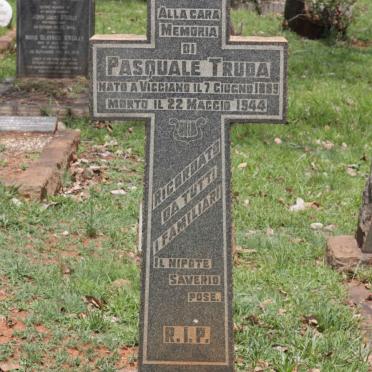 ALLA CARA
MEMORIA
DI
PASQUALE TRUDA
NATO A VIGGIANO IL 7 GIUGNO 1889
MORTO IL 22 MAGGIO 1944
RICORDATO
DA TUTTI
I FAMILIARI
IL NIPOTE
SAVERIO
POSE.
R.I.P.